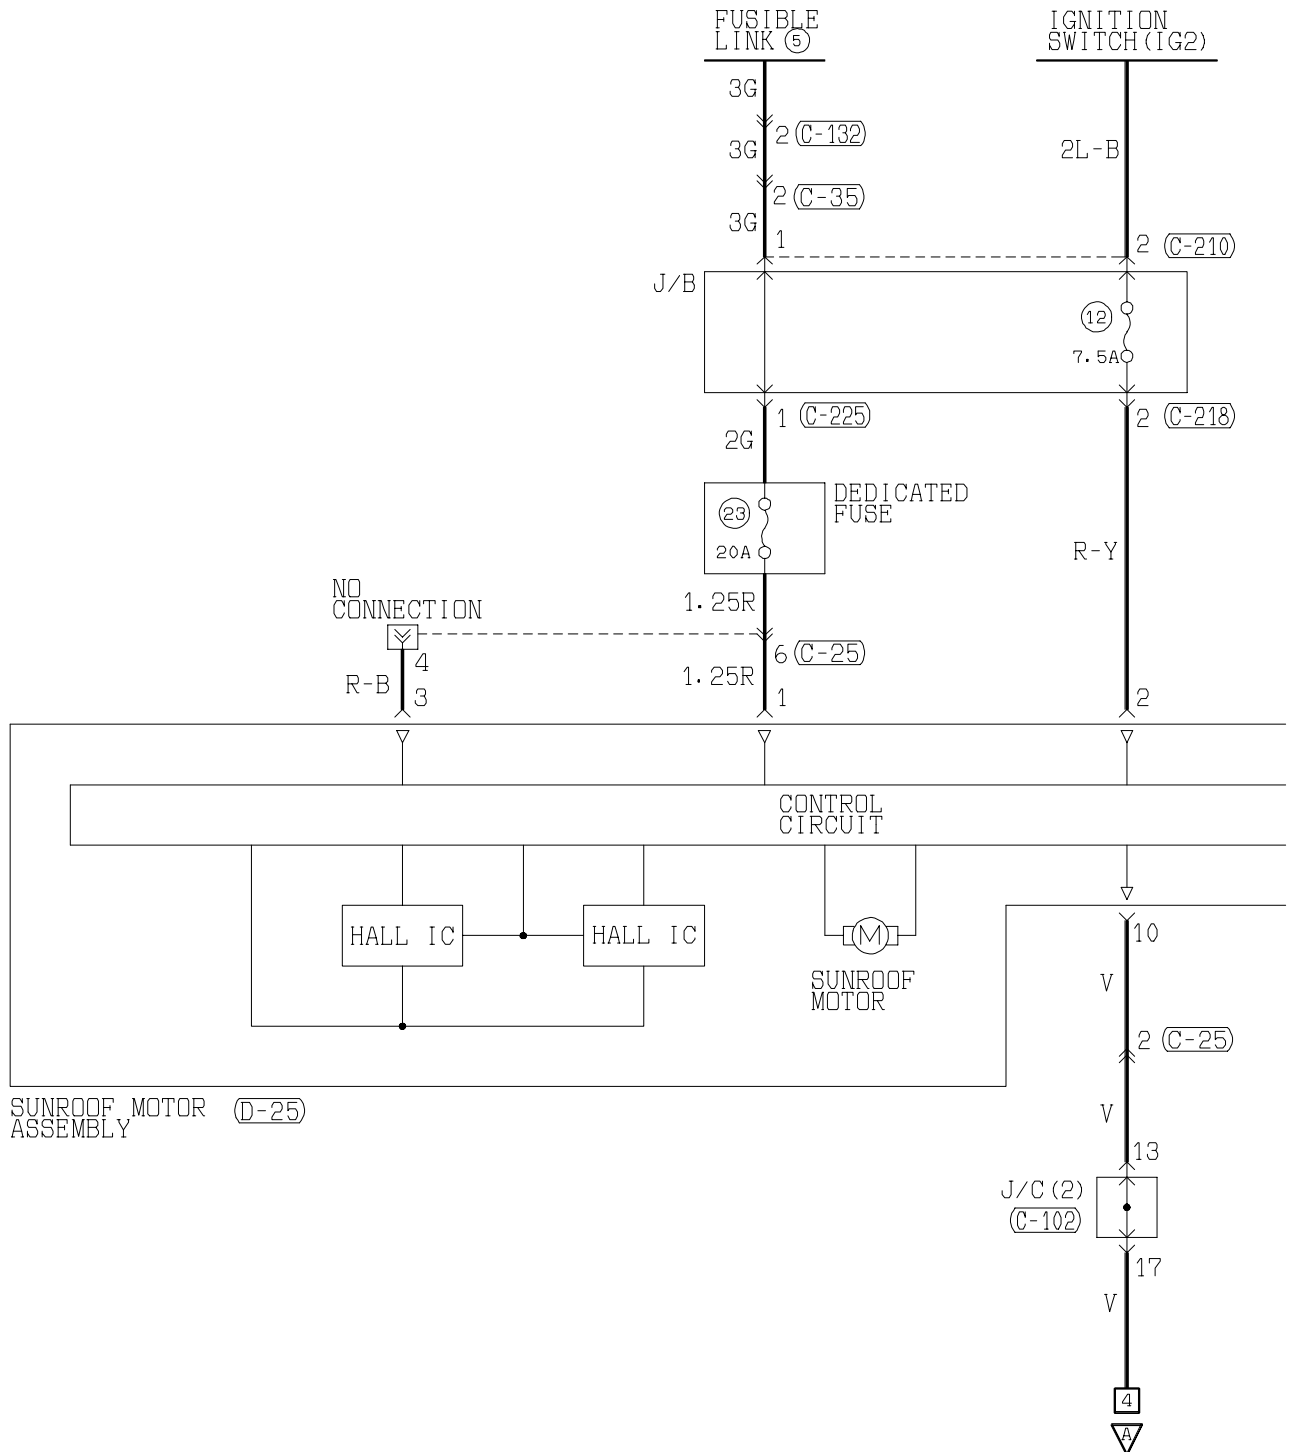 FUSIBLE
LINK 5
IGNITION
SWITCH(IG2)
3G
2 C-132
3G
2L-B
2 C-35
3G
1
2 C-210
J/B
12
7.5A
1 C-225
2 C-218
2G
DEDICATED
FUSE
23
20A
R-Y
NO
CONNECTION
1.25R
4
6 C-25
R-B
1.25R
3
1
2
CONTROL
CIRCUIT
HALL IC
HALL IC
M
10
SUNROOF
MOTOR
V
2 C-25
SUNROOF MOTOR
ASSEMBLY
D-25
V
13
J/C(2)
C-102
17
V
4
A